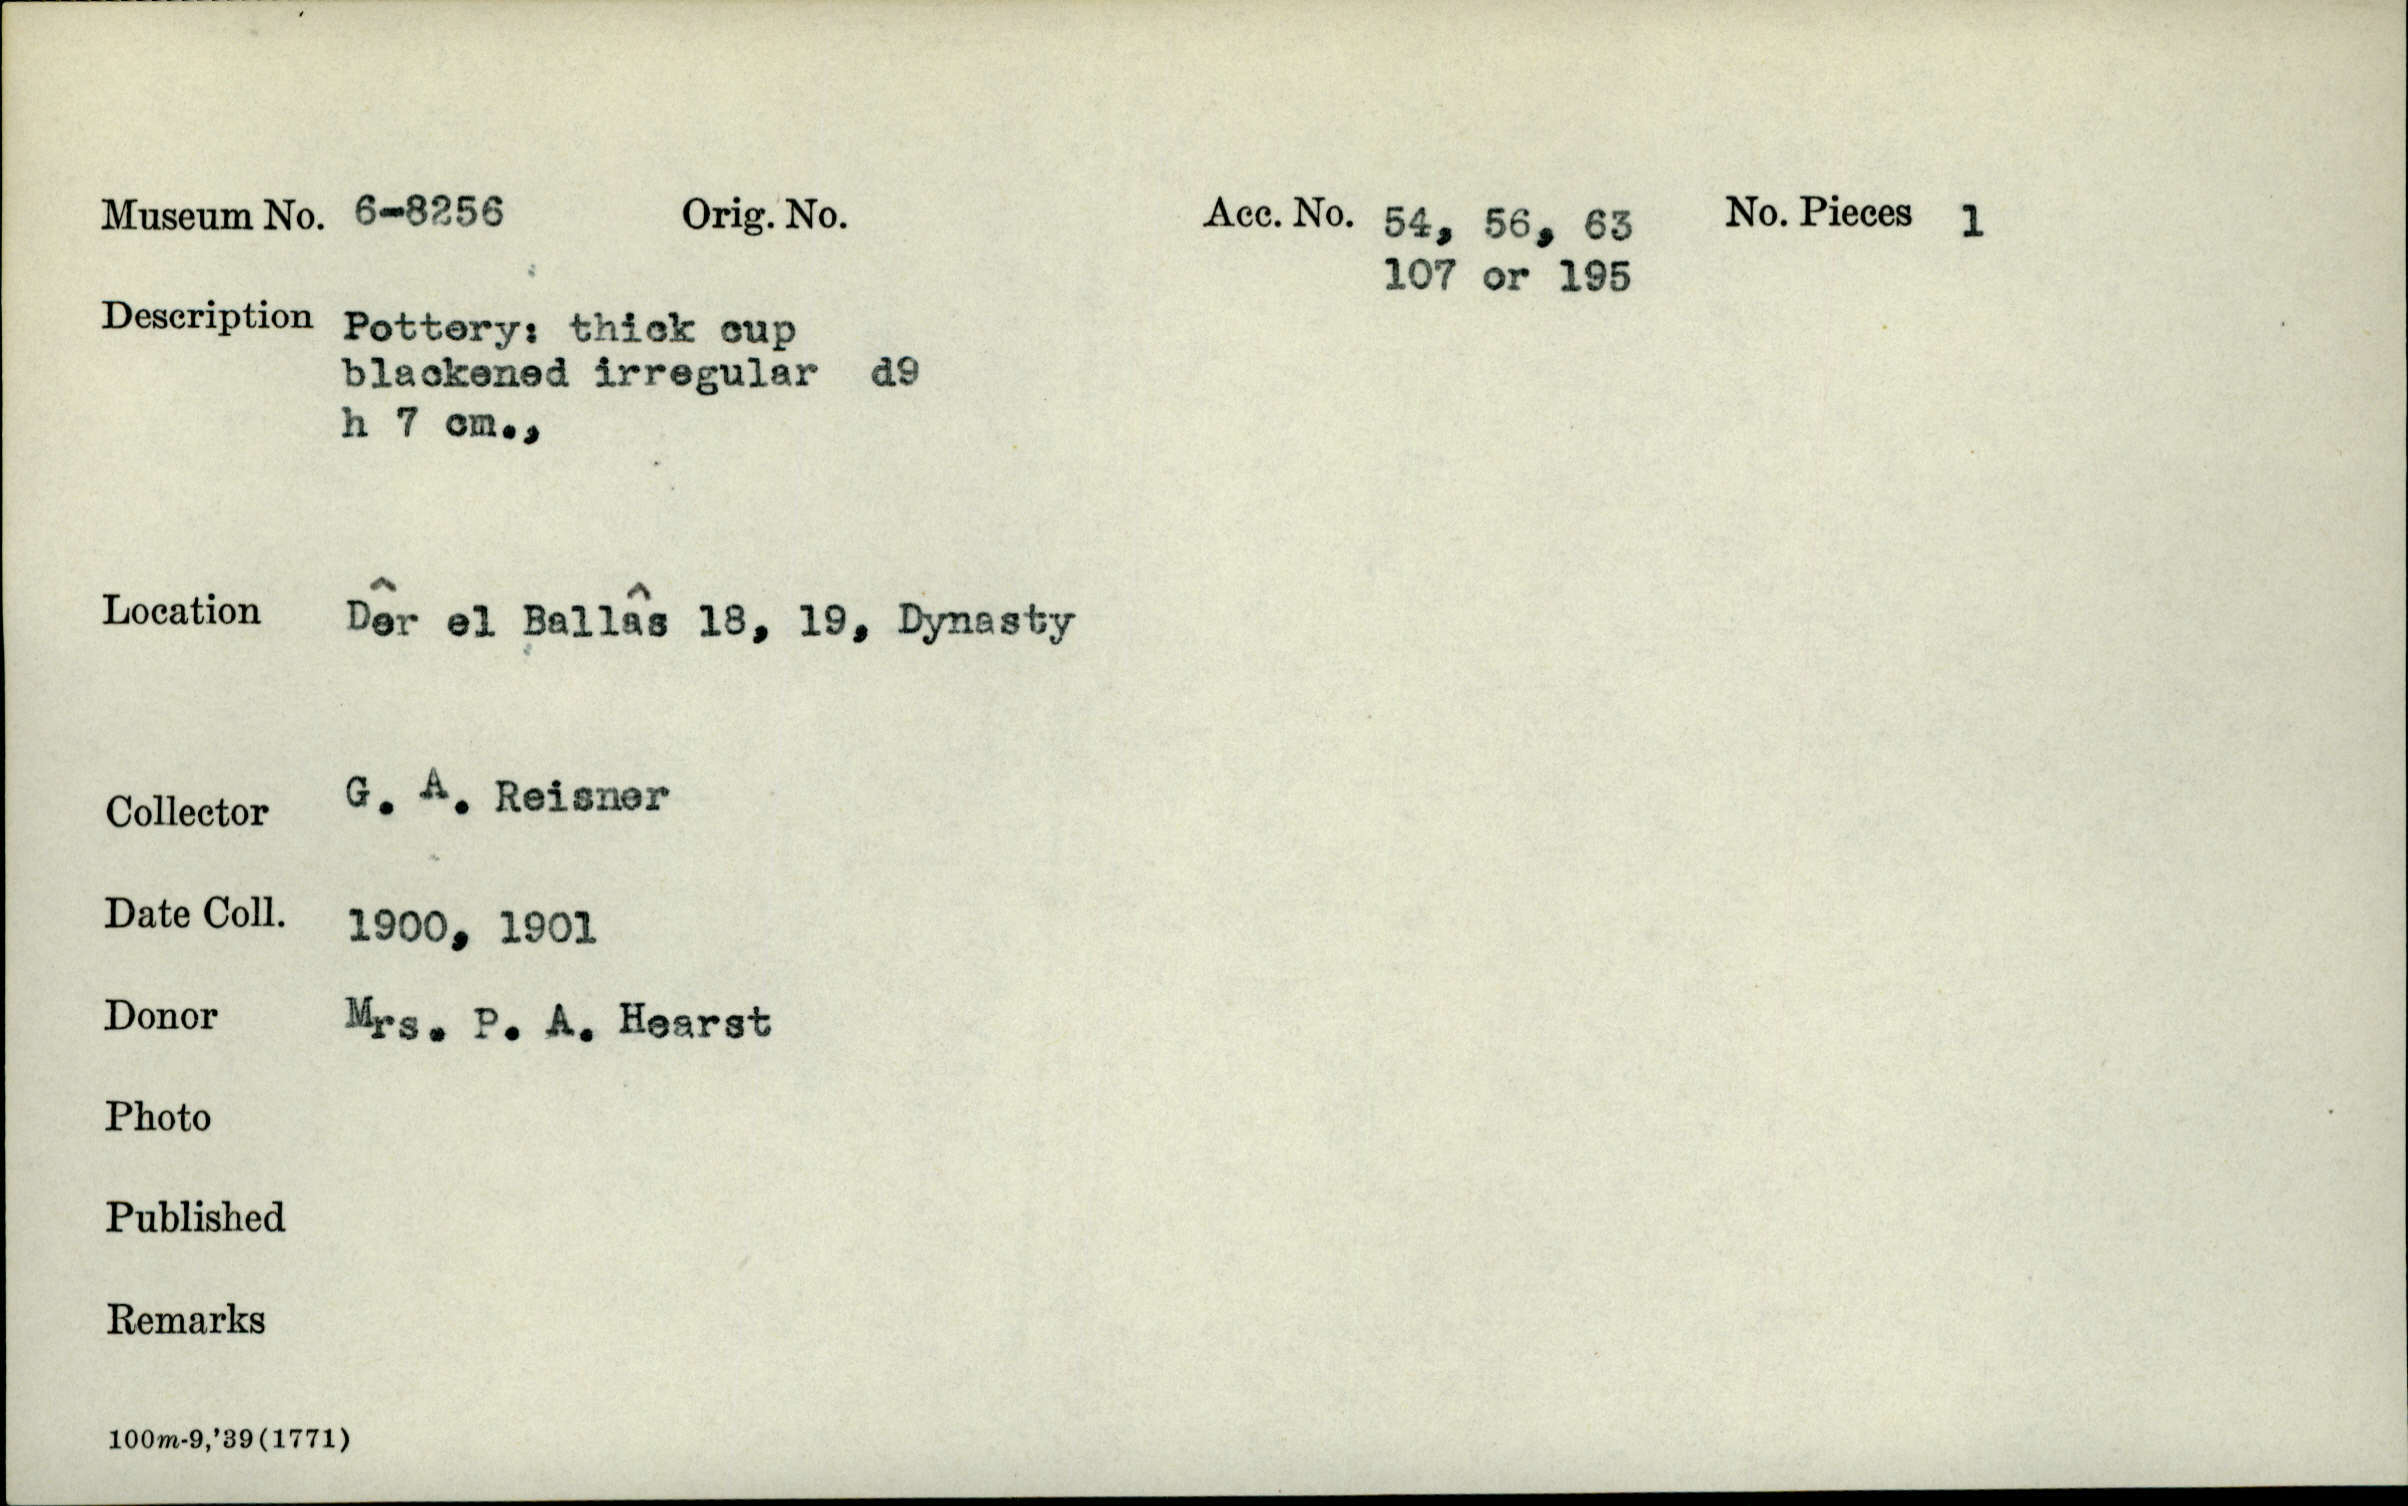 Museum No. 6-8256 Orig. No. Acc. No. 54, 56, 63 No. Pieces 1
107 or 195
Description Pottery: thick cup
blackened irregular d9
h 7 cm.,
Location Dêr el Ballâs 18, 19, Dynasty
Collector G. A. Reisner
Date Coll. 1900, 1901
Donor Mrs. P. A. Hearst
Photo
Published
Remarks
100m-9,'39(1771)